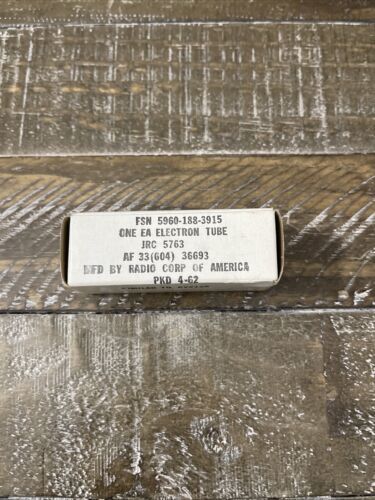 FSN 5960-188-3915
ONE EA ELECTRON TUBE
JRC 5763
AF 33(604) 36693
MFD BY RADIO CORP OF AMERICA
PKD 4-62